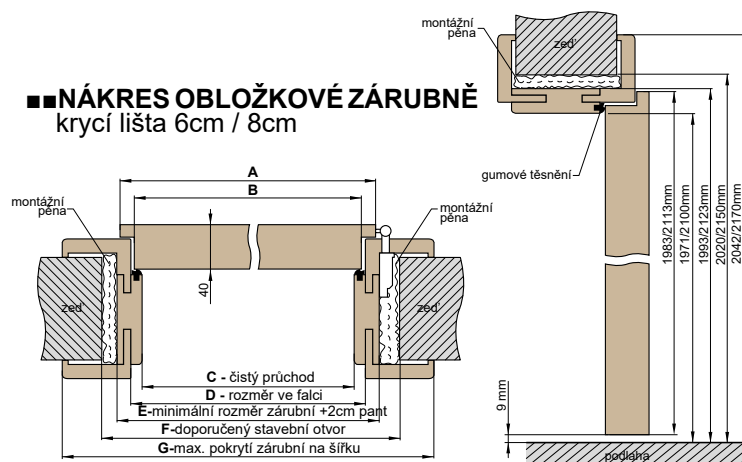 ■■NÁKRES OBLOŽKOVÉ ZÁRUBNĚ
krycí lišta 6cm / 8cm
A
B
montážní
pěna
montážní
pěna
40
zeď
zeď
C - čistý průchod
D - rozměr ve falci
E-minimální rozměr zárubní +2cm pant
F-doporučený stavební otvor
G-max. pokrytí zárubní na šířku
montážní
pěna
zeď
gumové těsnění
1983/2113mm
1971/2100mm
1993/2123mm
2020/2150mm
2042/2170mm
9 mm
podlaha